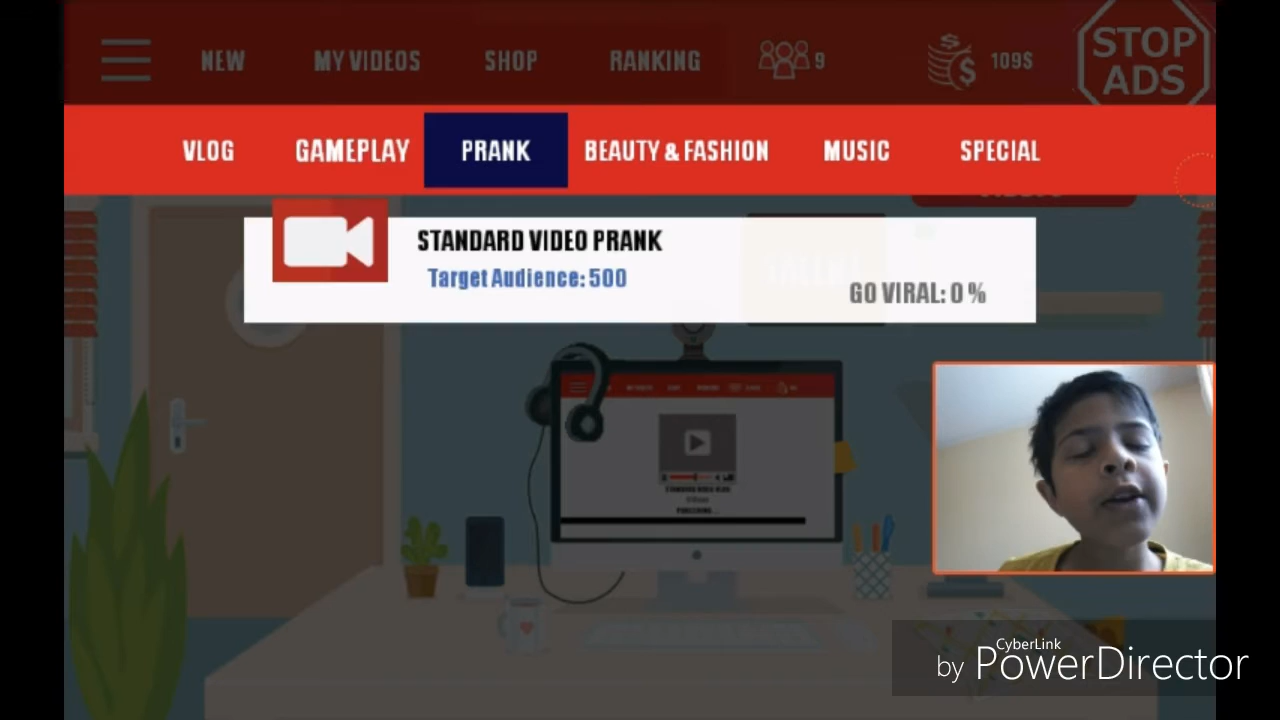 NEW MY VIDEOS SHOP RANKING 9 109$ STOP ADS
VLOG GAMEPLAY PRANK BEAUTY & FASHION MUSIC SPECIAL
STANDARD VIDEO PRANK
Target Audience: 500
GO VIRAL: 0 %
CyberLink
by PowerDirector